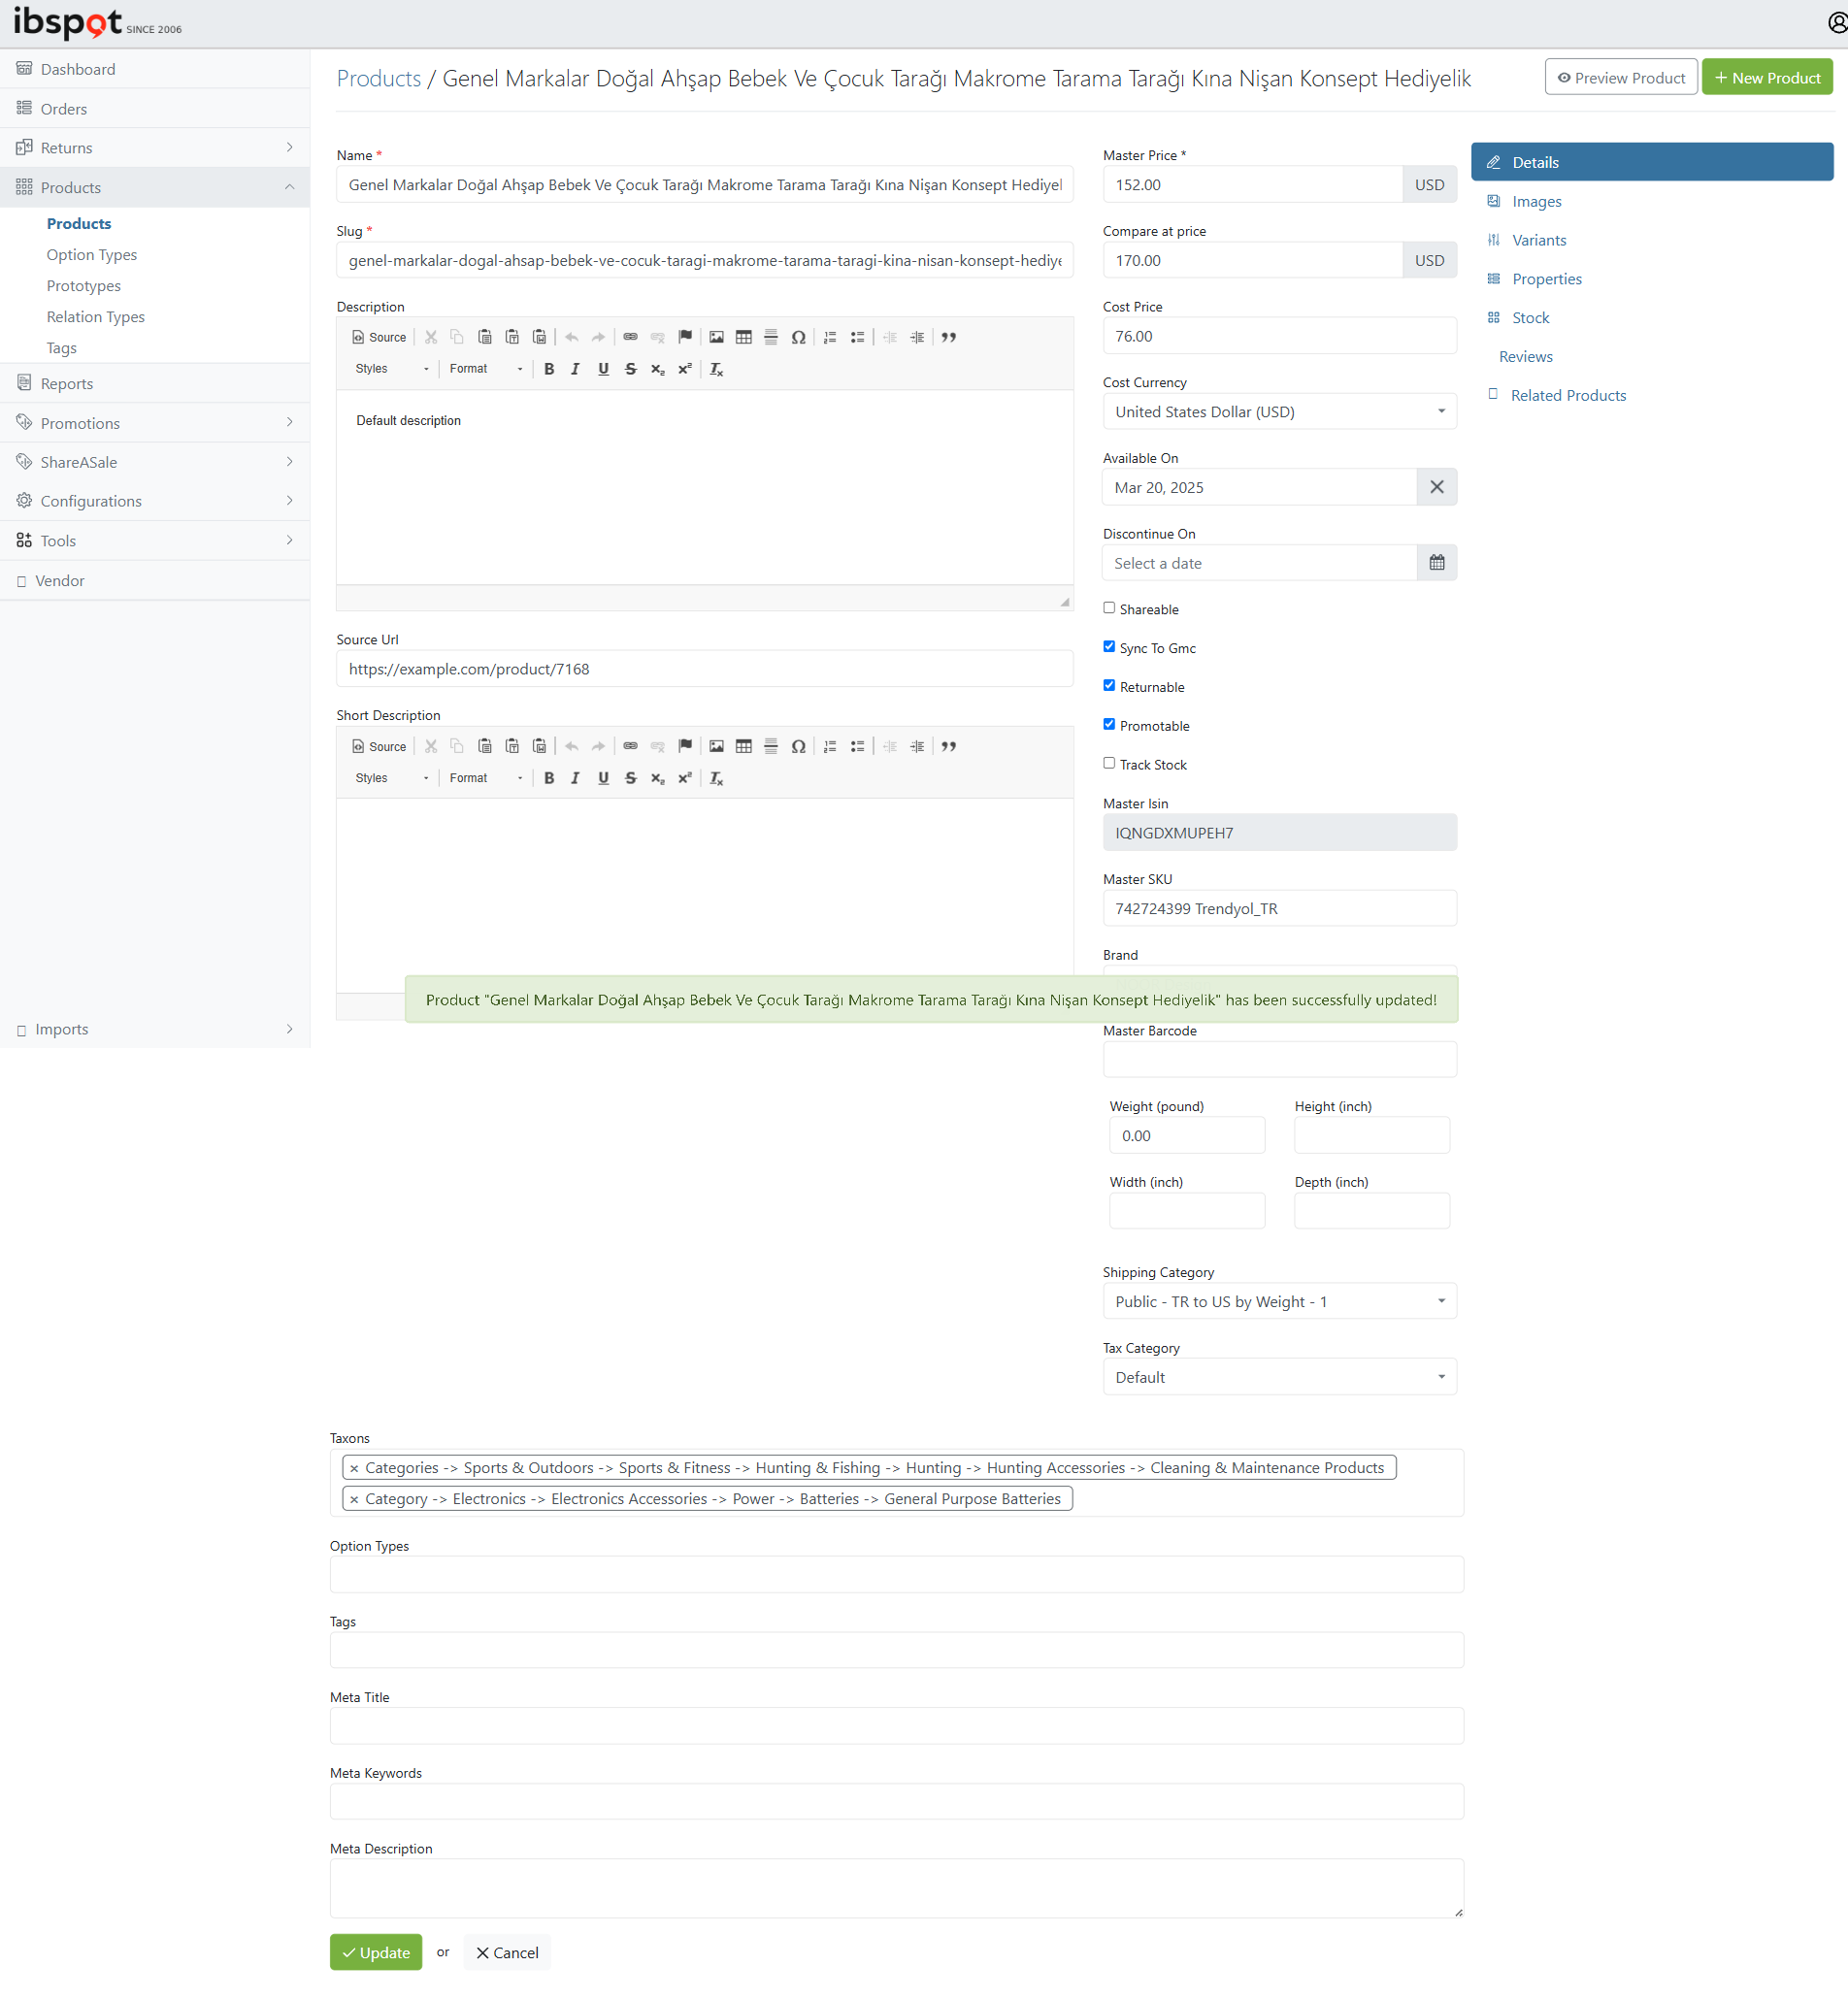 ibspot SINCE 2006
Dashboard
Orders
Returns
Products
Products
Option Types
Prototypes
Relation Types
Tags
Reports
Promotions
ShareASale
Configurations
Tools
Vendor
Imports
Products / Genel Markalar Doğal Ahşap Bebek Ve Çocuk Tarağı Makrome Tarama Tarağı Kına Nişan Konsept Hediyelik
Preview Product
New Product
Name *
Genel Markalar Doğal Ahşap Bebek Ve Çocuk Tarağı Makrome Tarama Tarağı Kına Nişan Konsept Hediyel
Slug *
genel-markalar-dogal-ahsap-bebek-ve-cocuk-taragi-makrome-tarama-taragi-kina-nisan-konsept-hediye
Description
Source
Styles Format B I U S x₂ x² Tx
Default description
Source Url
https://example.com/product/7168
Short Description
Source
Styles Format B I U S x₂ x² Tx
Master Price *
152.00 USD
Compare at price
170.00 USD
Cost Price
76.00
Cost Currency
United States Dollar (USD)
Available On
Mar 20, 2025
Discontinue On
Select a date
Shareable
Sync To Gmc
Returnable
Promotable
Track Stock
Master Isin
IQNGDXMUPEH7
Master SKU
742724399 Trendyol_TR
Brand
Product "Genel Markalar Doğal Ahşap Bebek Ve Çocuk Tarağı Makrome Tarama Tarağı Kına Nişan Konsept Hediyelik" has been successfully updated!
Master Barcode
Weight (pound) Height (inch)
0.00
Width (inch) Depth (inch)
Shipping Category
Public - TR to US by Weight - 1
Tax Category
Default
Details
Images
Variants
Properties
Stock
Reviews
Related Products
Taxons
× Categories -> Sports & Outdoors -> Sports & Fitness -> Hunting & Fishing -> Hunting -> Hunting Accessories -> Cleaning & Maintenance Products
× Category -> Electronics -> Electronics Accessories -> Power -> Batteries -> General Purpose Batteries
Option Types
Tags
Meta Title
Meta Keywords
Meta Description
Update or Cancel